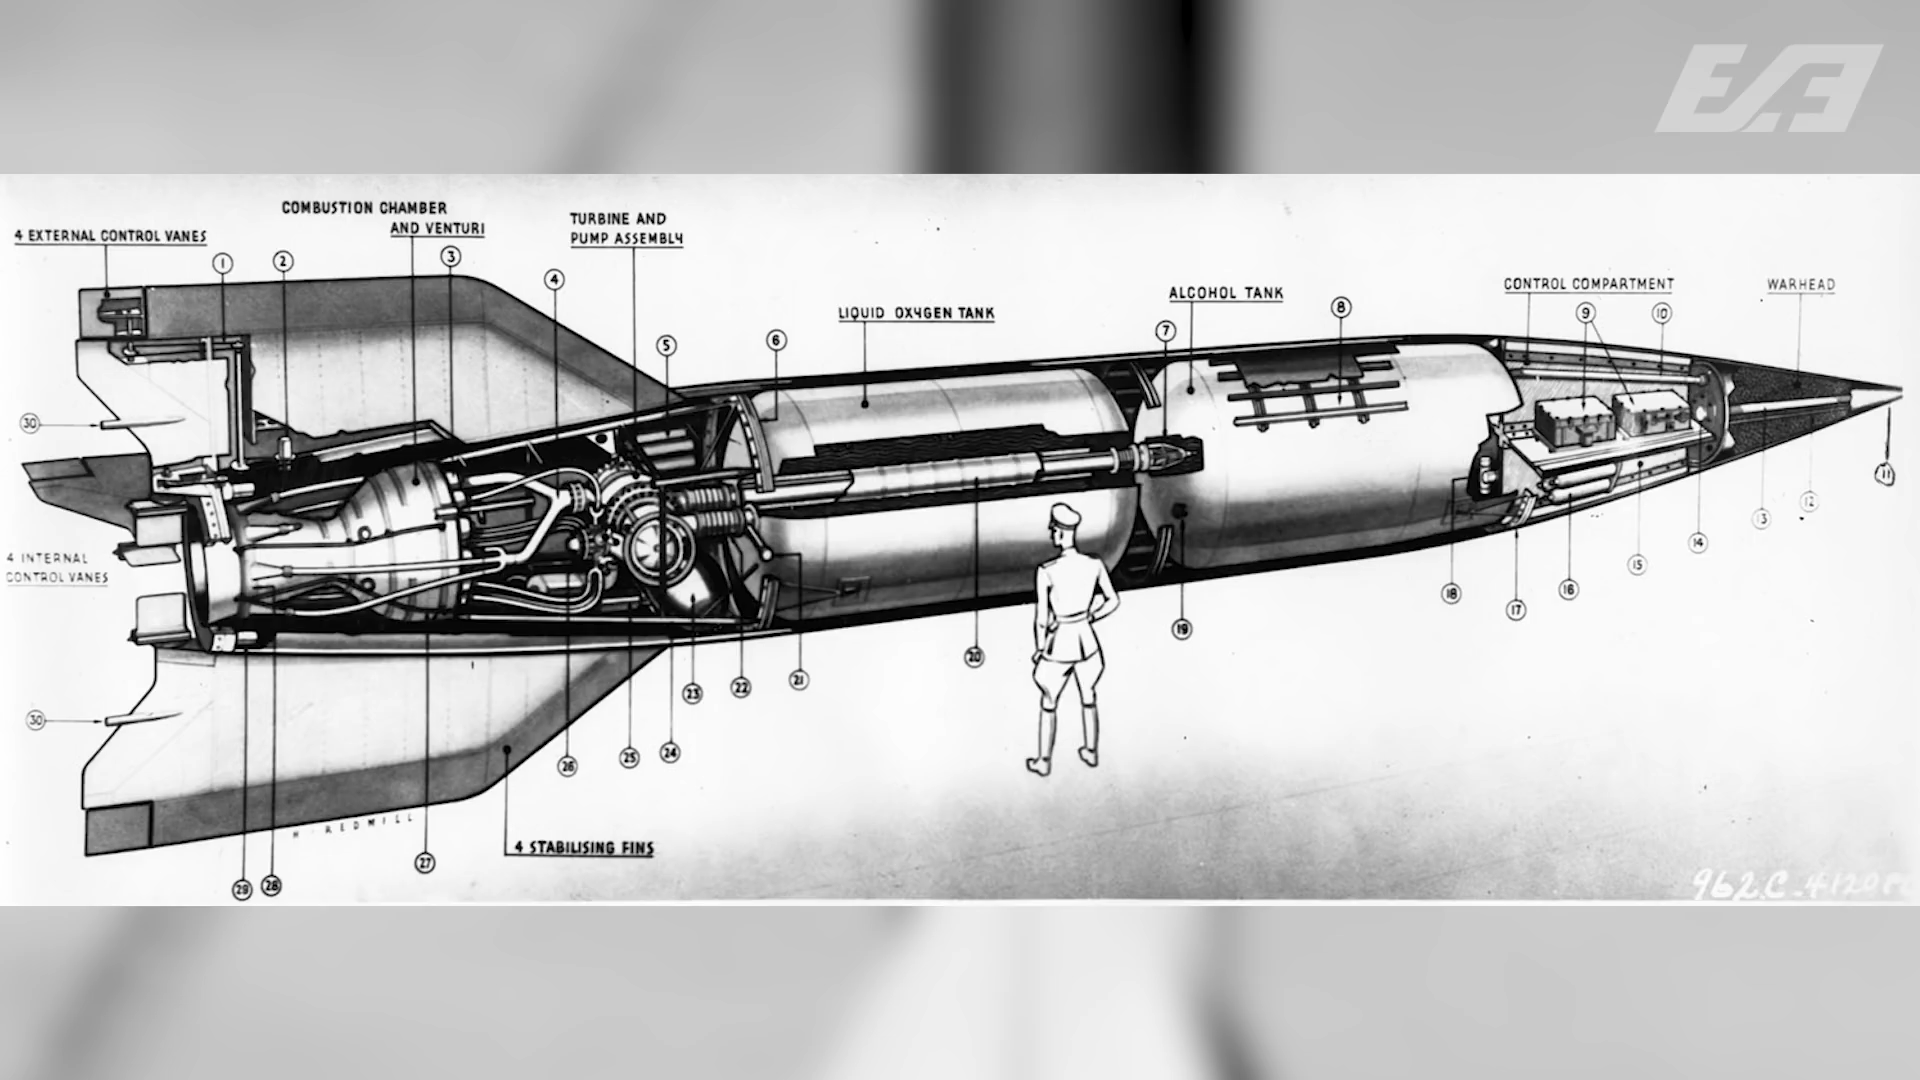 COMBUSTION CHAMBER
AND VENTURI
TURBINE AND
PUMP ASSEMBLY
4 EXTERNAL CONTROL VANES
1
2
3
4
LIQUID OXYGEN TANK
ALCOHOL TANK
CONTROL COMPARTMENT
WARHEAD
5
6
7
8
9
10
30
11
12
13
14
15
16
17
18
4 INTERNAL
CONTROL VANES
19
20
21
22
23
24
25
26
30
H REDMILL
4 STABILISING FINS
27
28
29